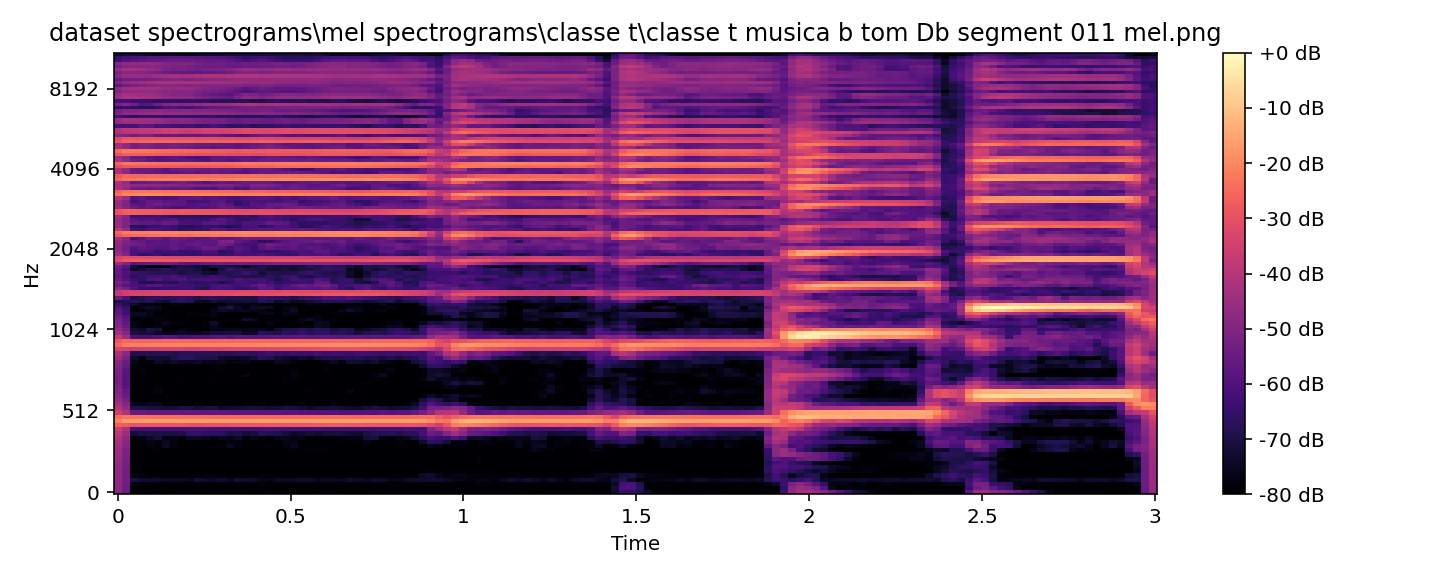 dataset spectrograms\mel spectrograms\classe t\classe t musica b tom Db segment 011 mel.png
8192
4096
2048
1024
512
0
Hz
0
0.5
1
1.5
2
2.5
3
Time
+0 dB
-10 dB
-20 dB
-30 dB
-40 dB
-50 dB
-60 dB
-70 dB
-80 dB